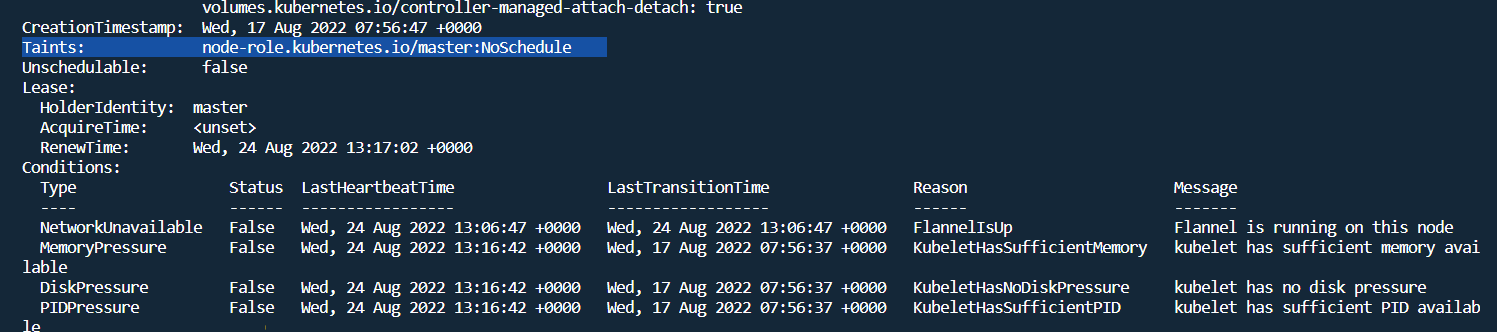 volumes.kubernetes.io/controller-managed-attach-detach: true
CreationTimestamp:  Wed, 17 Aug 2022 07:56:47 +0000
Taints:             node-role.kubernetes.io/master:NoSchedule
Unschedulable:      false
Lease:
  HolderIdentity:  master
  AcquireTime:     <unset>
  RenewTime:       Wed, 24 Aug 2022 13:17:02 +0000
Conditions:
  Type                 Status  LastHeartbeatTime                 LastTransitionTime                Reason                       Message
  ----                 ------  -----------------                 ------------------                ------                       -------
  NetworkUnavailable   False   Wed, 24 Aug 2022 13:06:47 +0000   Wed, 24 Aug 2022 13:06:47 +0000   FlannelIsUp                  Flannel is running on this node
  MemoryPressure       False   Wed, 24 Aug 2022 13:16:42 +0000   Wed, 17 Aug 2022 07:56:37 +0000   KubeletHasSufficientMemory   kubelet has sufficient memory avai
lable
  DiskPressure         False   Wed, 24 Aug 2022 13:16:42 +0000   Wed, 17 Aug 2022 07:56:37 +0000   KubeletHasNoDiskPressure     kubelet has no disk pressure
  PIDPressure          False   Wed, 24 Aug 2022 13:16:42 +0000   Wed, 17 Aug 2022 07:56:37 +0000   KubeletHasSufficientPID      kubelet has sufficient PID availab
le